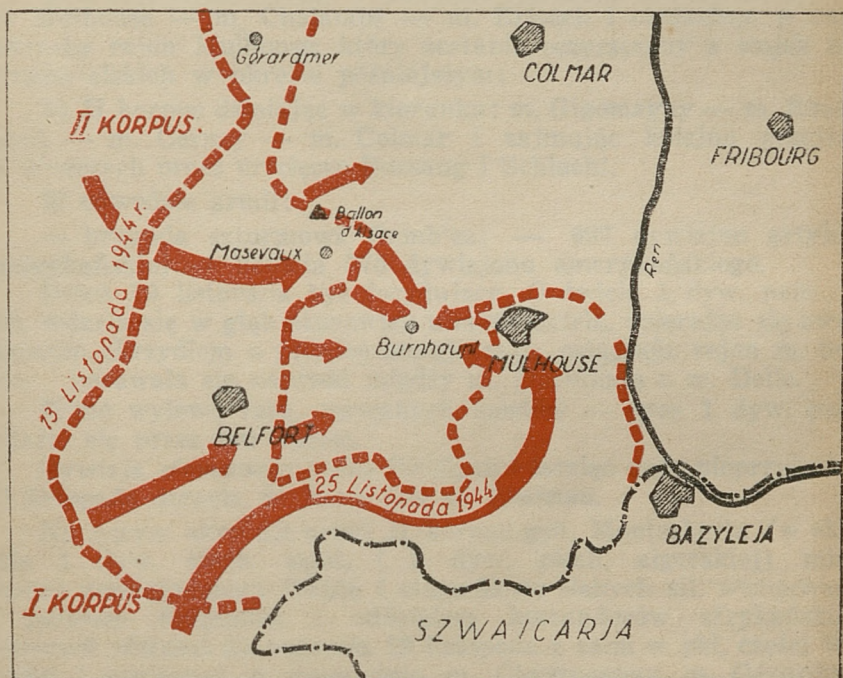 Gérardmer
COLMAR
II KORPUS.
FRIBOURG
13 Listopada 1944 r.
Ballon
d'Alsace
Masevaux
Ren
Burnhaupt
MULHOUSE
BELFORT
25 Listopada 1944
BAZYLEJA
I. KORPUS
SZWAJCARJA